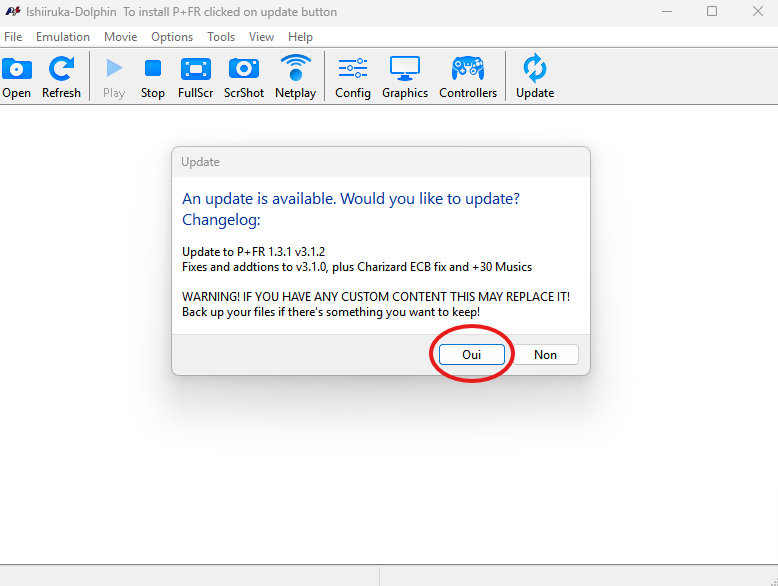 Ishiiruka-Dolphin To install P+FR clicked on update button
File Emulation Movie Options Tools View Help
Open Refresh Play Stop FullScr ScrShot Netplay Config Graphics Controllers Update
Update
An update is available. Would you like to update?
Changelog:
Update to P+FR 1.3.1 v3.1.2
Fixes and addtions to v3.1.0, plus Charizard ECB fix and +30 Musics
WARNING! IF YOU HAVE ANY CUSTOM CONTENT THIS MAY REPLACE IT!
Back up your files if there's something you want to keep!
Oui Non